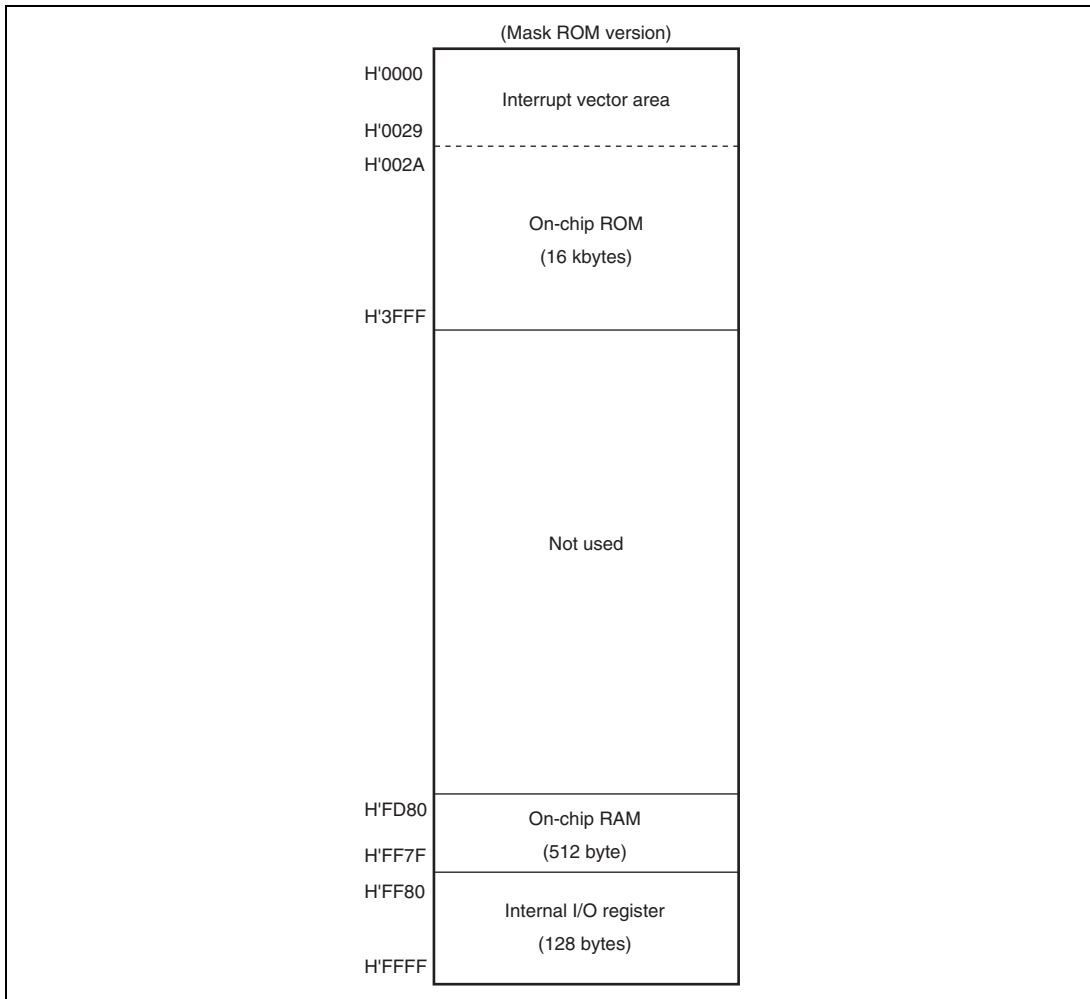 (Mask ROM version)
H'0000
Interrupt vector area
H'0029
H'002A
On-chip ROM
(16 kbytes)
H'3FFF
Not used
H'FD80
On-chip RAM
(512 byte)
H'FF7F
H'FF80
Internal I/O register
(128 bytes)
H'FFFF